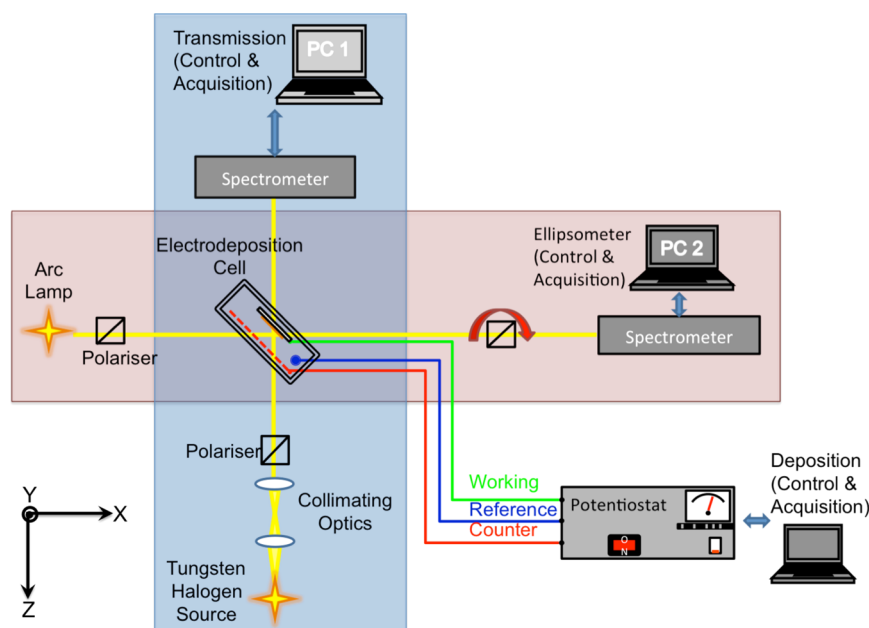 Transmission
(Control &
Acquisition)
PC 1
Spectrometer
Electrodeposition
Cell
Ellipsometer
(Control &
Acquisition)
PC 2
Arc
Lamp
Polariser
Spectrometer
Polariser
Collimating
Optics
Tungsten
Halogen
Source
Y
X
Z
Working
Reference
Counter
Potentiostat
O
N
Deposition
(Control &
Acquisition)